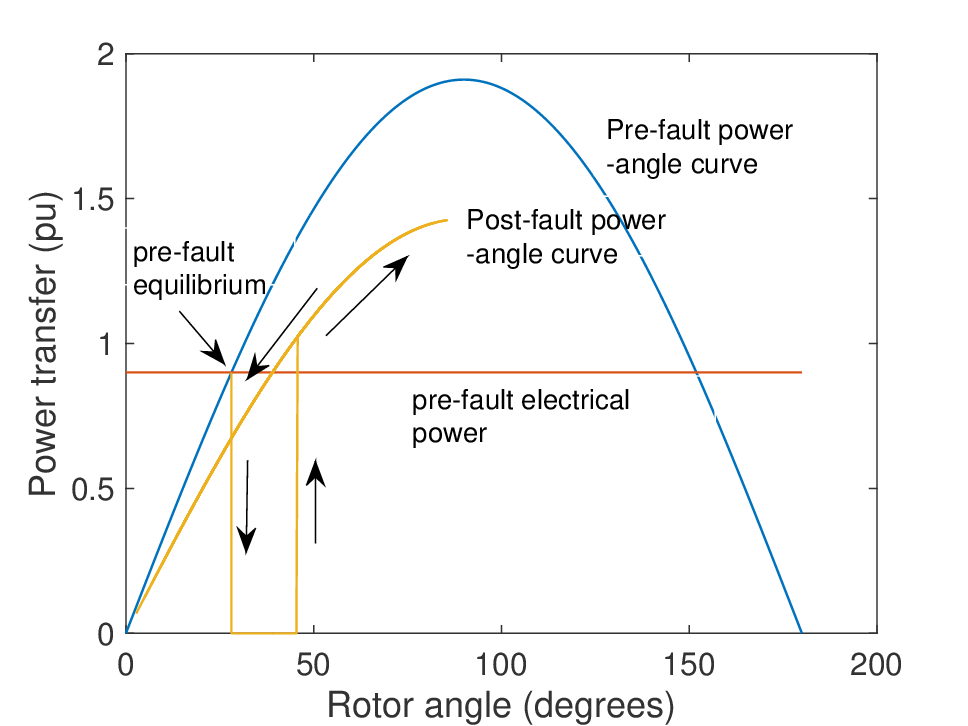 2
Pre-fault power
-angle curve
1.5
Post-fault power
-angle curve
pre-fault
equilibrium
1
pre-fault electrical
power
0.5
0
0 50 100 150 200
Rotor angle (degrees)
Power transfer (pu)